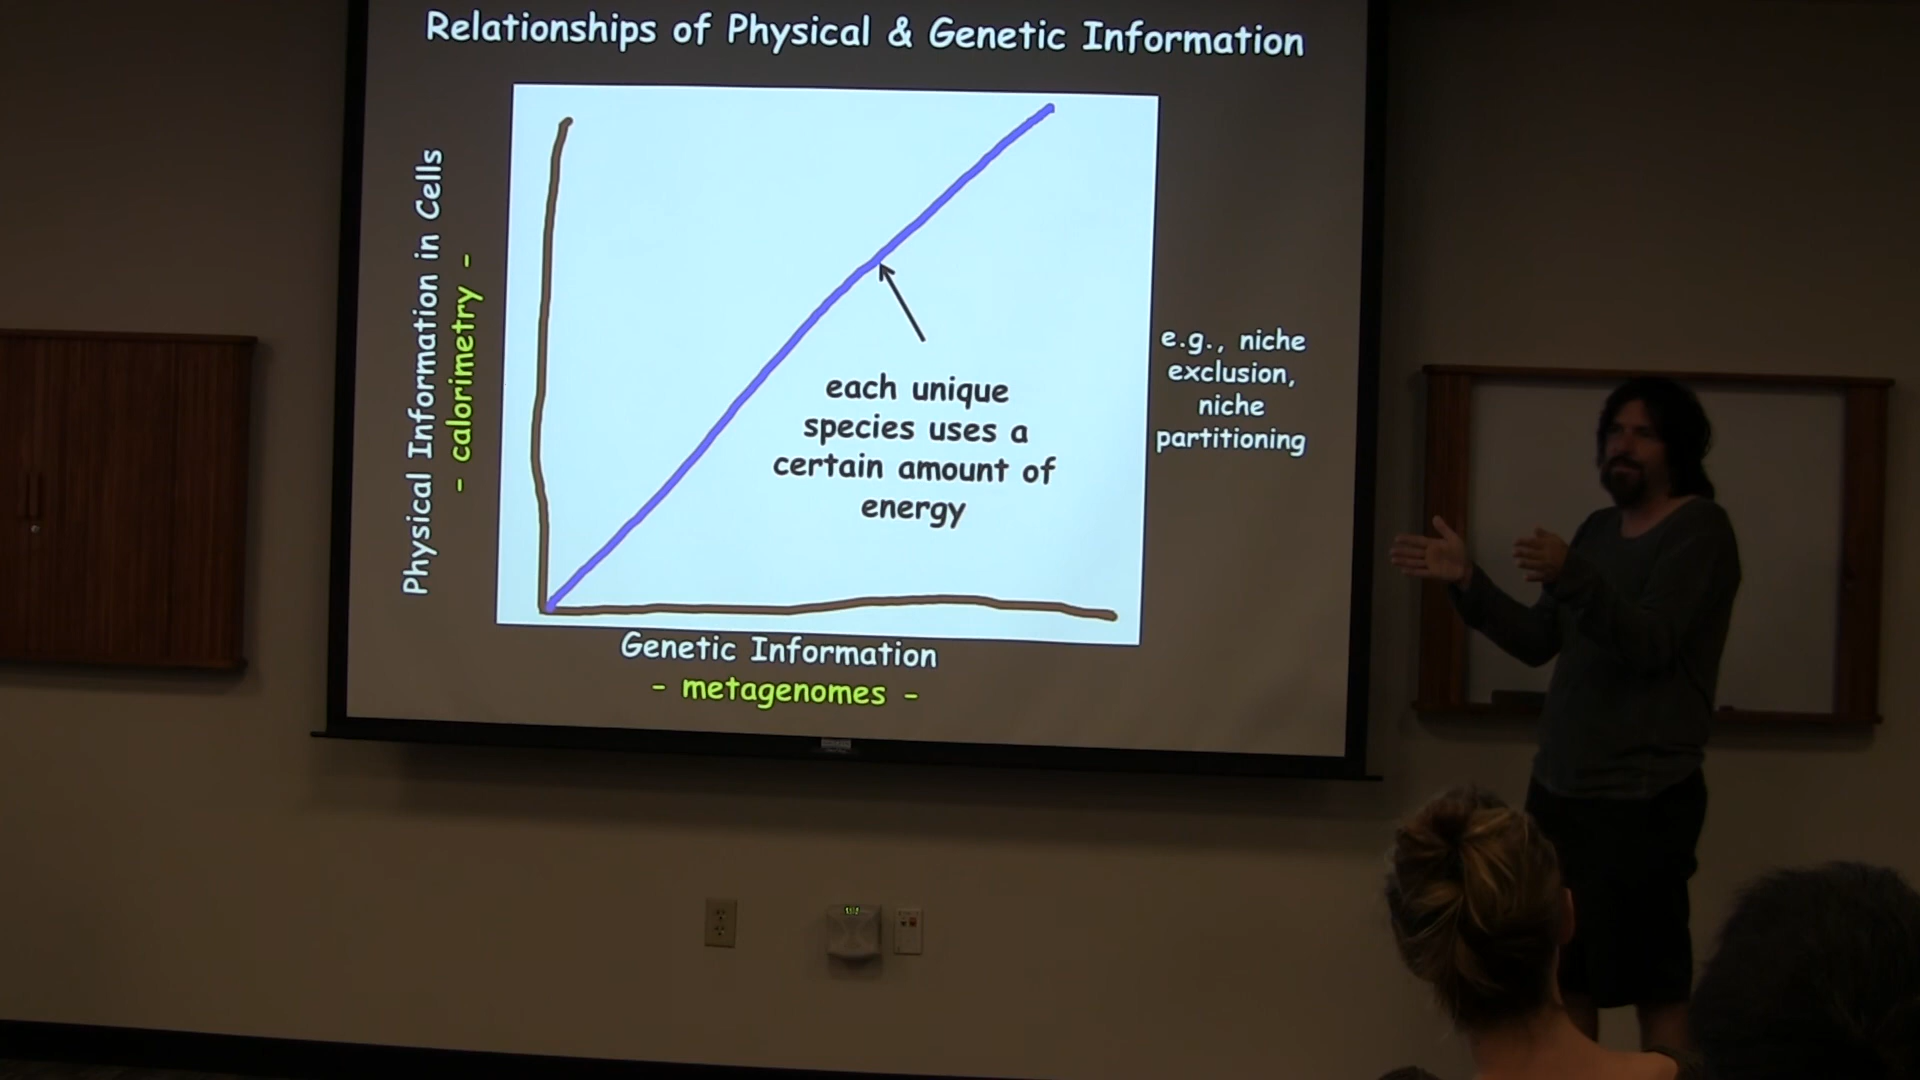 Relationships of Physical & Genetic Information
Physical Information in Cells
- calorimetry -
each unique
species uses a
certain amount of
energy
e.g., niche
exclusion,
niche
partitioning
Genetic Information
- metagenomes -